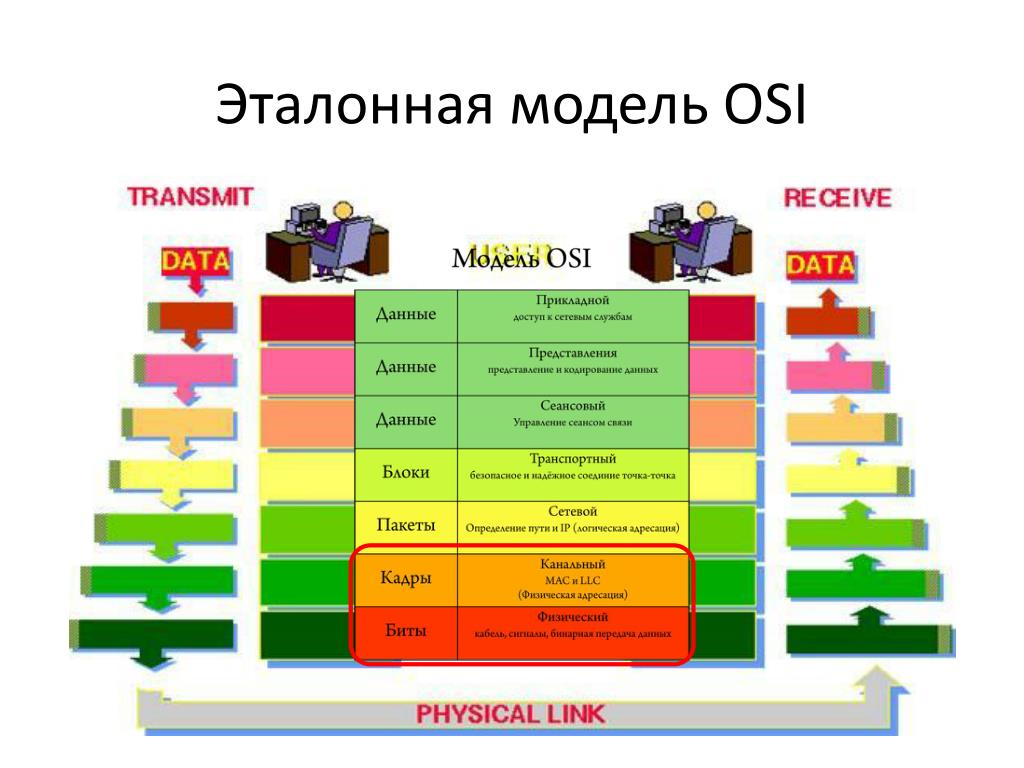 Эталонная модель OSI
TRANSMIT
RECEIVE
USER
Модель OSI
DATA
DATA
Данные
Прикладной
доступ к сетевым службам
Данные
Представления
представление и кодирование данных
Данные
Сеансовый
Управление сеансом связи
Блоки
Транспортный
безопасное и надёжное соединие точка-точка
Пакеты
Сетевой
Определение пути и IP (логическая адресация)
Кадры
Канальный
MAC и LLC
(Физическая адресация)
Биты
Физический
кабель, сигналы, бинарная передача данных
PHYSICAL LINK